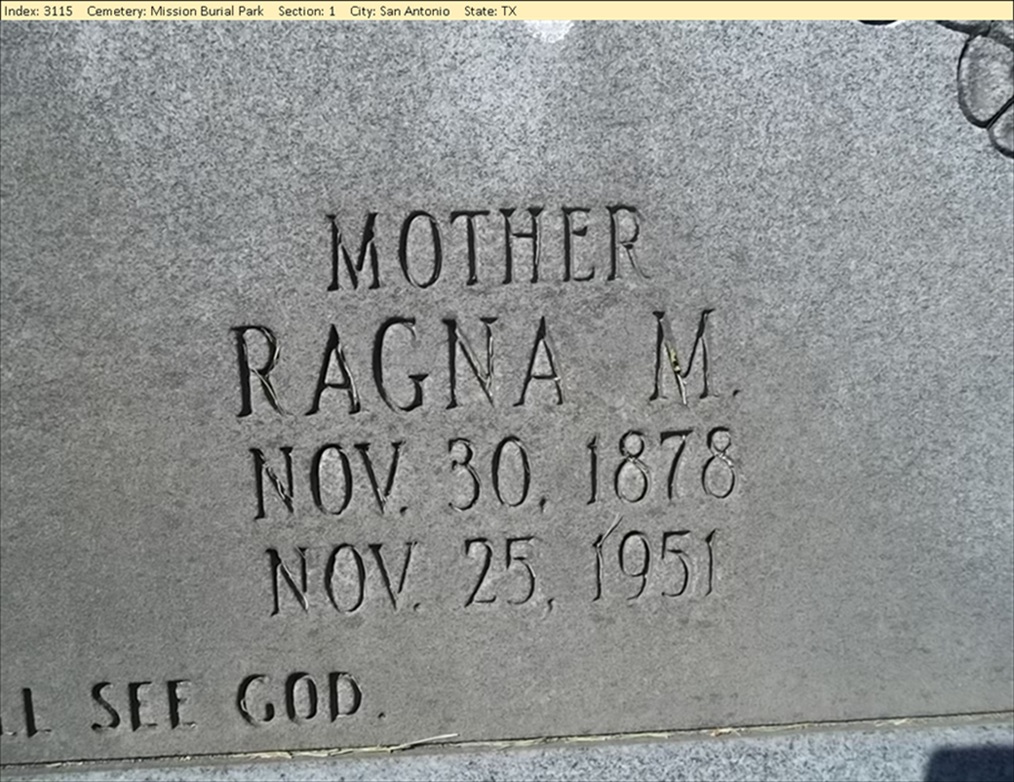 Index: 3115 Cemetery: Mission Burial Park Section: 1 City: San Antonio State: TX
MOTHER
RAGNA M.
NOV. 30, 1878
NOV. 25, 1951
SEE GOD.